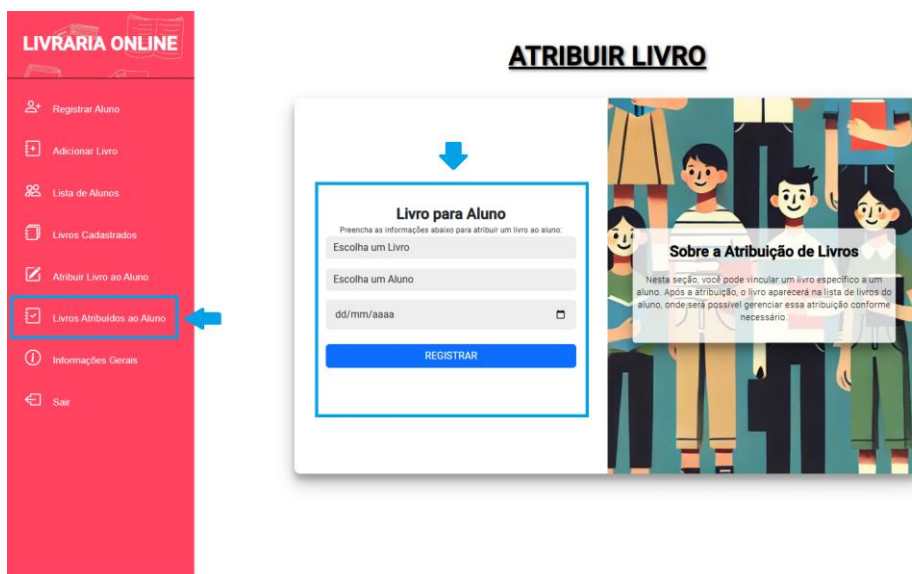 LIVRARIA ONLINE
Registrar Aluno
Adicionar Livro
Lista de Alunos
Livros Cadastrados
Atribuir Livro ao Aluno
Livros Atribuídos ao Aluno
Informações Gerais
Sair
ATRIBUIR LIVRO
Livro para Aluno
Preencha as informações abaixo para atribuir um livro ao aluno:
Escolha um Livro
Escolha um Aluno
dd/mm/aaaa
REGISTRAR
Sobre a Atribuição de Livros
Nesta seção, você pode vincular um livro específico a um
aluno. Após a atribuição, o livro aparecerá na lista de livros do
aluno, onde será possível gerenciar essa atribuição conforme
necessário.